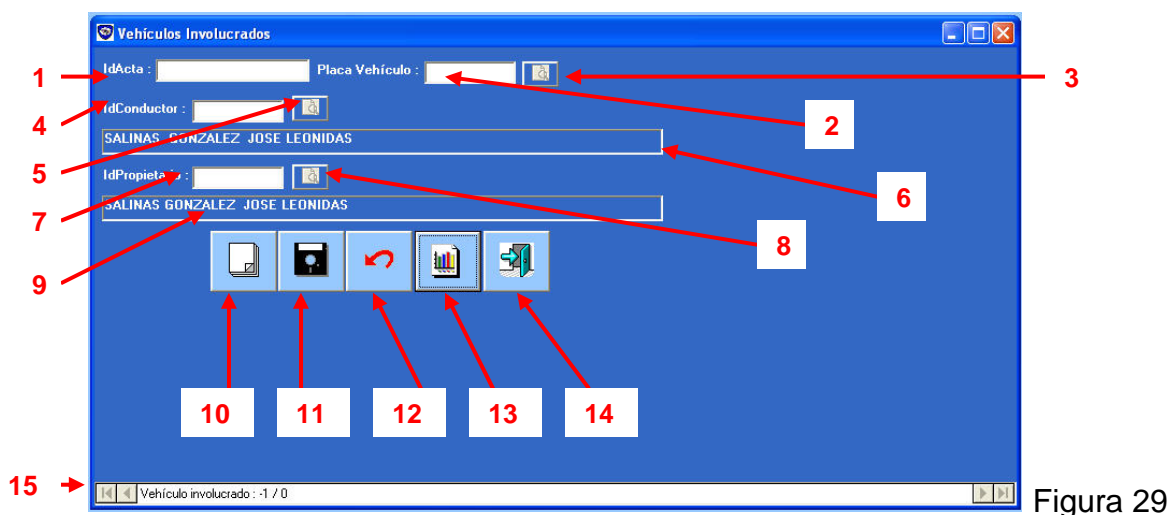 Vehículos Involucrados
1 IdActa : Placa Vehículo : 3
4 IdConductor : 2
SALINAS GONZALEZ JOSE LEONIDAS
5 6
7 IdPropietario :
SALINAS GONZALEZ JOSE LEONIDAS
8
9
10 11 12 13 14
15 Vehículo involucrado : -1 / 0
Figura 29